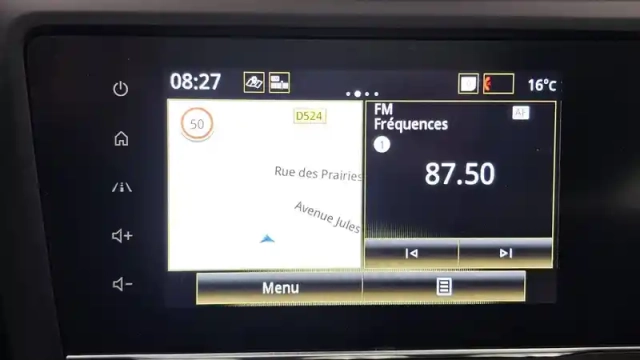 08:27
16°C
50
D524
Rue des Prairies
Avenue Jules
FM
AF
Fréquences
1
87.50
Menu